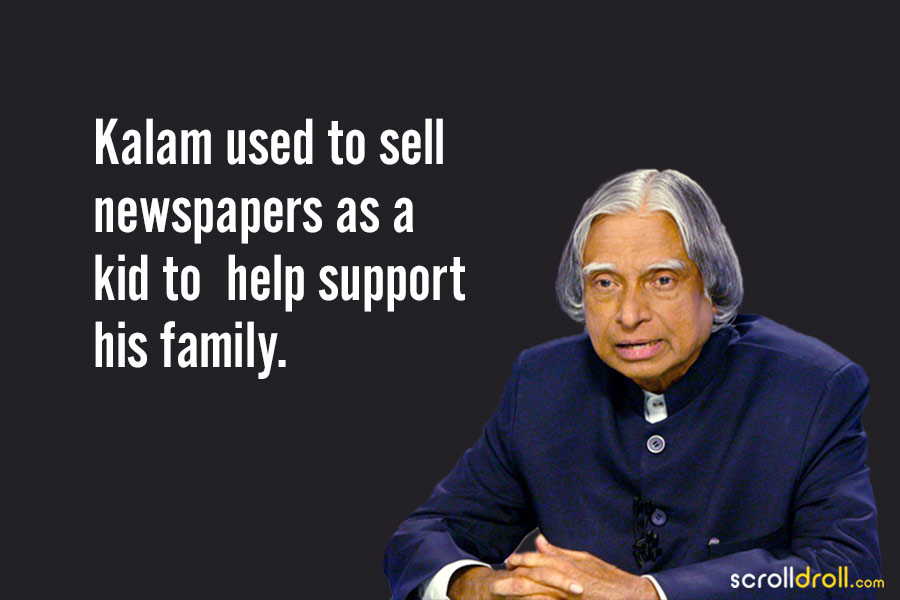 Kalam used to sell
newspapers as a
kid to  help support
his family.
scrolldroll.com